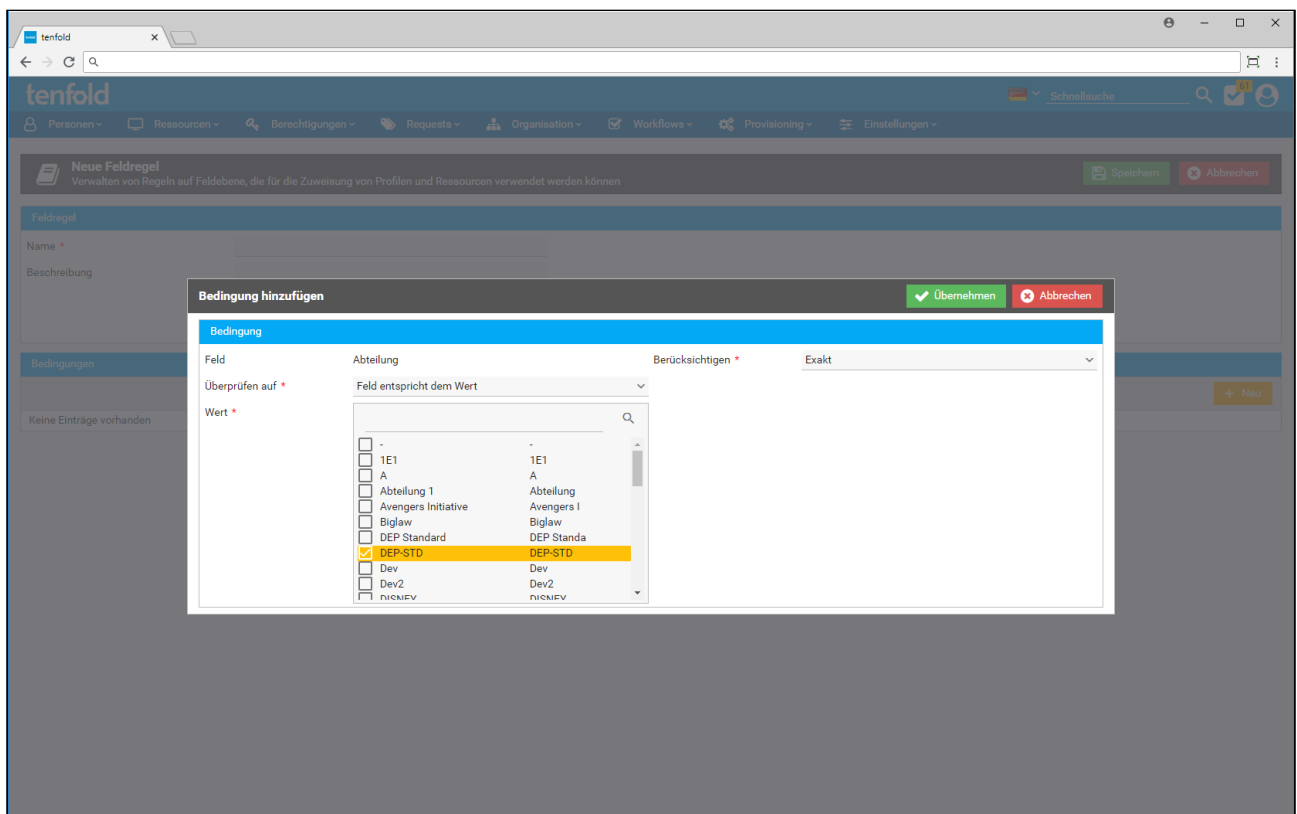 tenfold
tenfold
Schnellsuche
61
Personen
Ressourcen
Berechtigungen
Requests
Organisation
Workflows
Provisioning
Einstellungen
Neue Feldregel
Verwalten von Regeln auf Feldebene, die für die Zuweisung von Profilen und Ressourcen verwendet werden können
Speichern
Abbrechen
Feldregel
Name *
Beschreibung
Bedingungen
+ Neu
Keine Einträge vorhanden
Bedingung hinzufügen
Übernehmen
Abbrechen
Bedingung
Feld Abteilung Berücksichtigen * Exakt
Überprüfen auf * Feld entspricht dem Wert
Wert *
- -
1E1 1E1
A A
Abteilung 1 Abteilung
Avengers Initiative Avengers I
Biglaw Biglaw
DEP Standard DEP Standa
DEP-STD DEP-STD
Dev Dev
Dev2 Dev2
DISNEY DISNEY